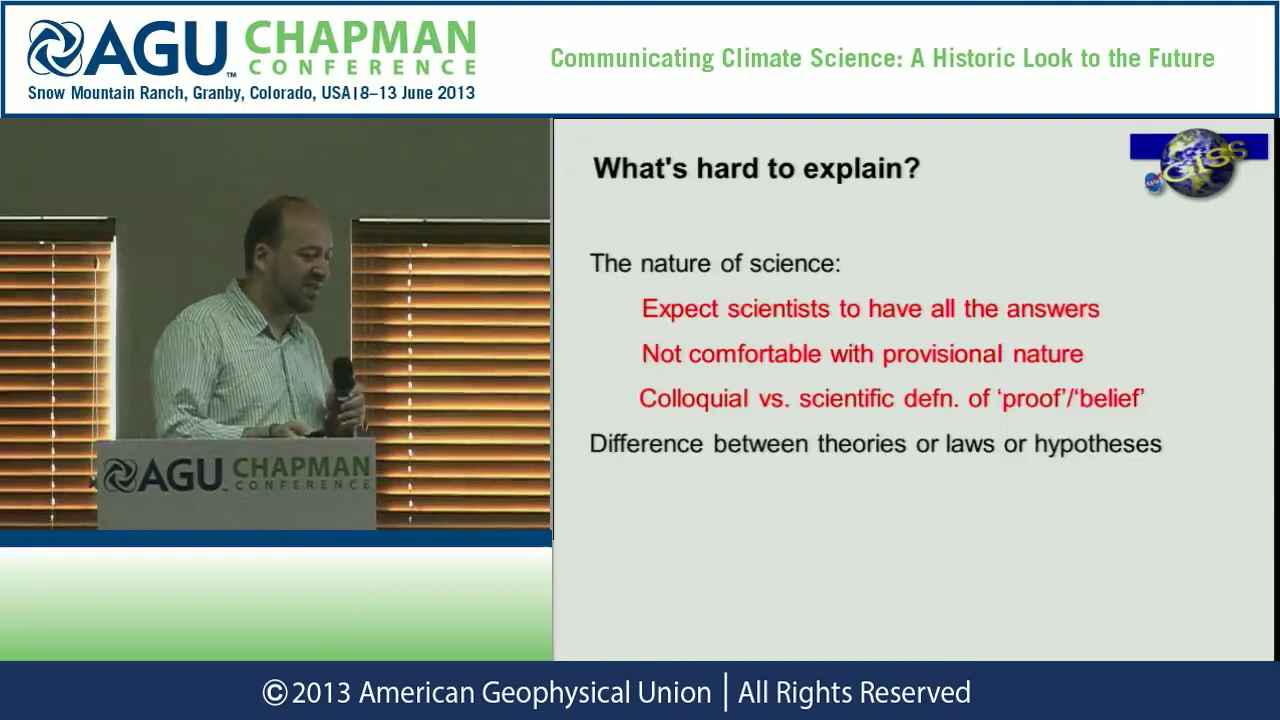 AGU CHAPMAN
TM CONFERENCE
Snow Mountain Ranch, Granby, Colorado, USA|8–13 June 2013
Communicating Climate Science: A Historic Look to the Future
What's hard to explain?
GISS
The nature of science:
Expect scientists to have all the answers
Not comfortable with provisional nature
Colloquial vs. scientific defn. of ‘proof’/‘belief’
Difference between theories or laws or hypotheses
AGU CHAPMAN
CONFERENCE
©2013 American Geophysical Union | All Rights Reserved